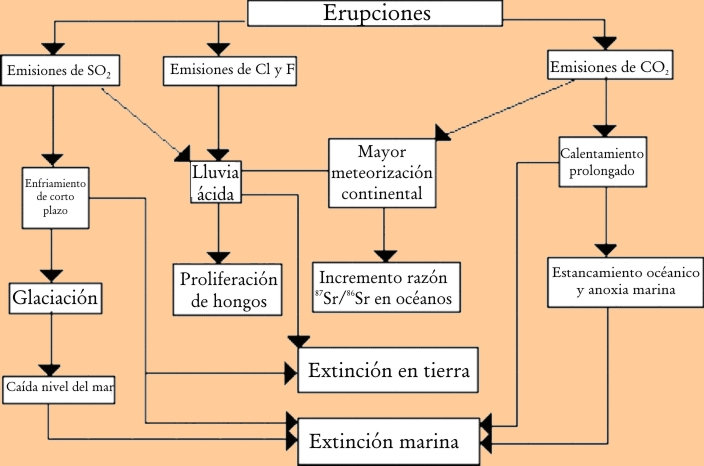 Erupciones
Emisiones de SO₂
Emisiones de Cl y F
Emisiones de CO₂
Enfriamiento
de corto
plazo
Lluvia
ácida
Mayor
meteorización
continental
Calentamiento
prolongado
Glaciación
Proliferación
de hongos
Incremento razón
⁸⁷Sr/⁸⁶Sr en océanos
Estancamiento océanico
y anoxia marina
Caída nivel del mar
Extinción en tierra
Extinción marina